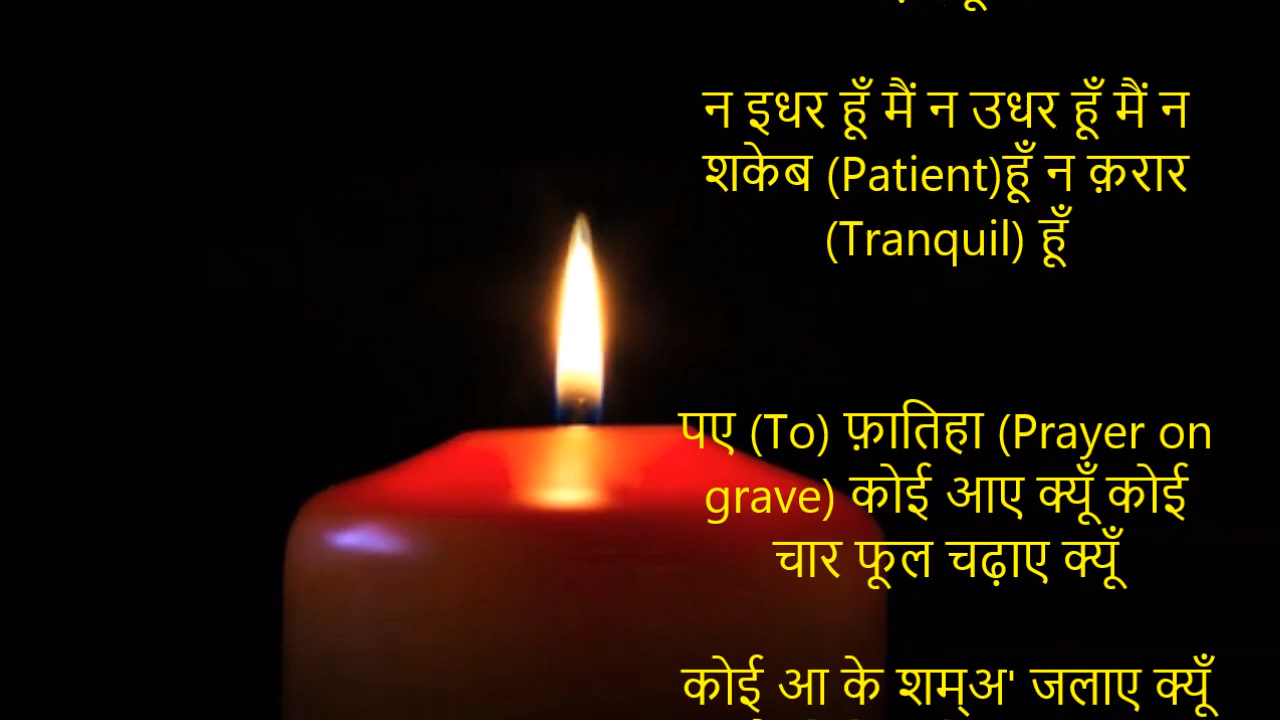 न इधर हूँ मैं न उधर हूँ मैं न
शकेब (Patient)हूँ न क़रार
(Tranquil) हूँ
पए (To) फ़ातिहा (Prayer on
grave) कोई आए क्यूँ कोई
चार फूल चढ़ाए क्यूँ
कोई आ के शम्अ' जलाए क्यूँ